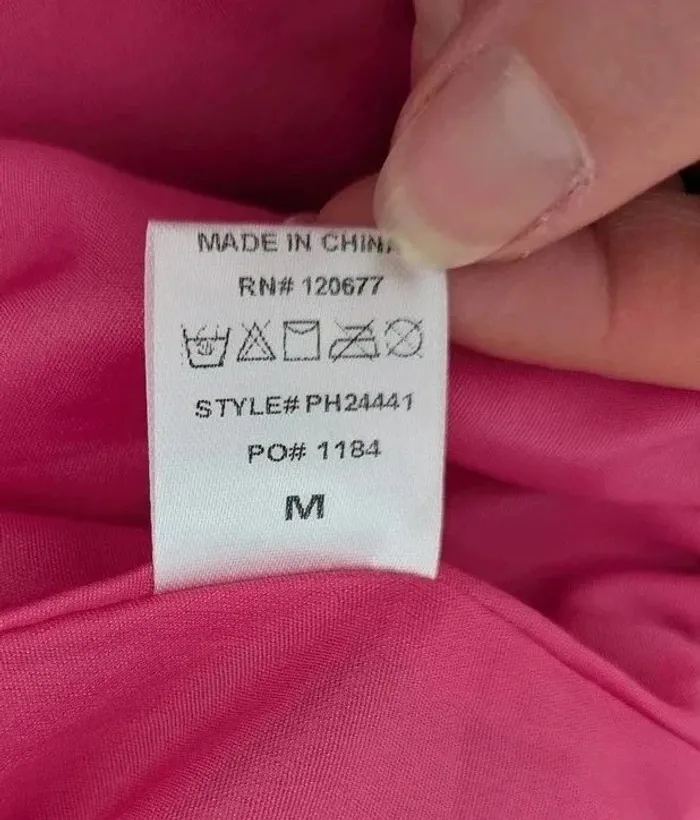 MADE IN CHINA
RN# 120677
STYLE# PH24441
PO# 1184
M